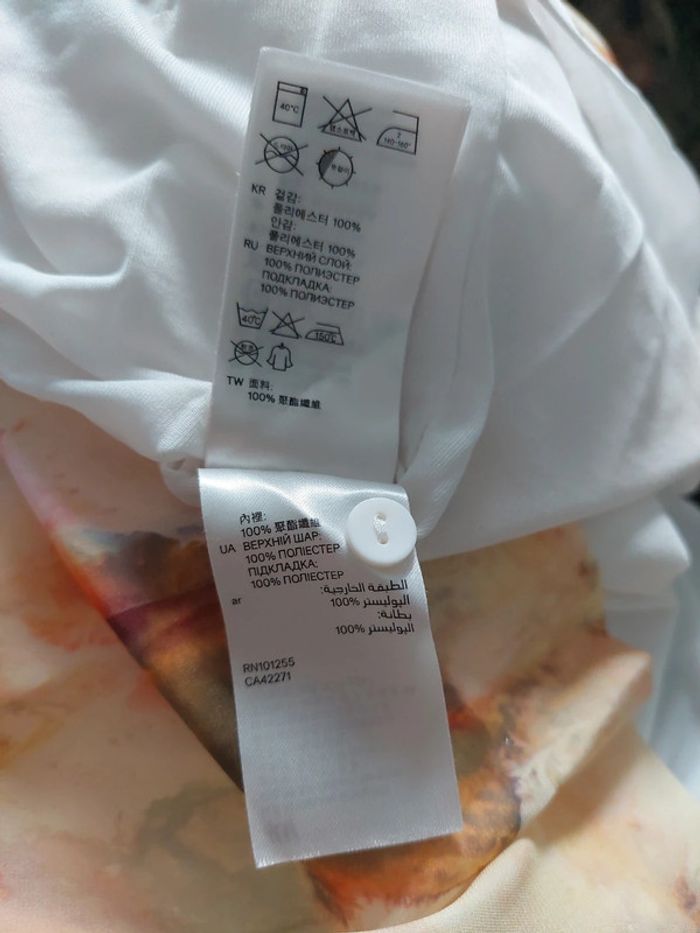 40°C
2
140-160°
KR 겉감:
폴리에스터 100%
안감:
폴리에스터 100%
RU ВЕРХНИЙ СЛОЙ:
100% ПОЛИЭСТЕР
ПОДКЛАДКА:
100% ПОЛИЭСТЕР
40°C
150°C
TW 面料:
100% 聚酯纖維
內裡:
100% 聚酯纖維
UA ВЕРХНІЙ ШАР:
100% ПОЛІЕСТЕР
ПІДКЛАДКА:
100% ПОЛІЕСТЕР
ar الطبقة الخارجية:
البوليستر 100%
بطانة:
البوليستر 100%
RN101255
CA42271